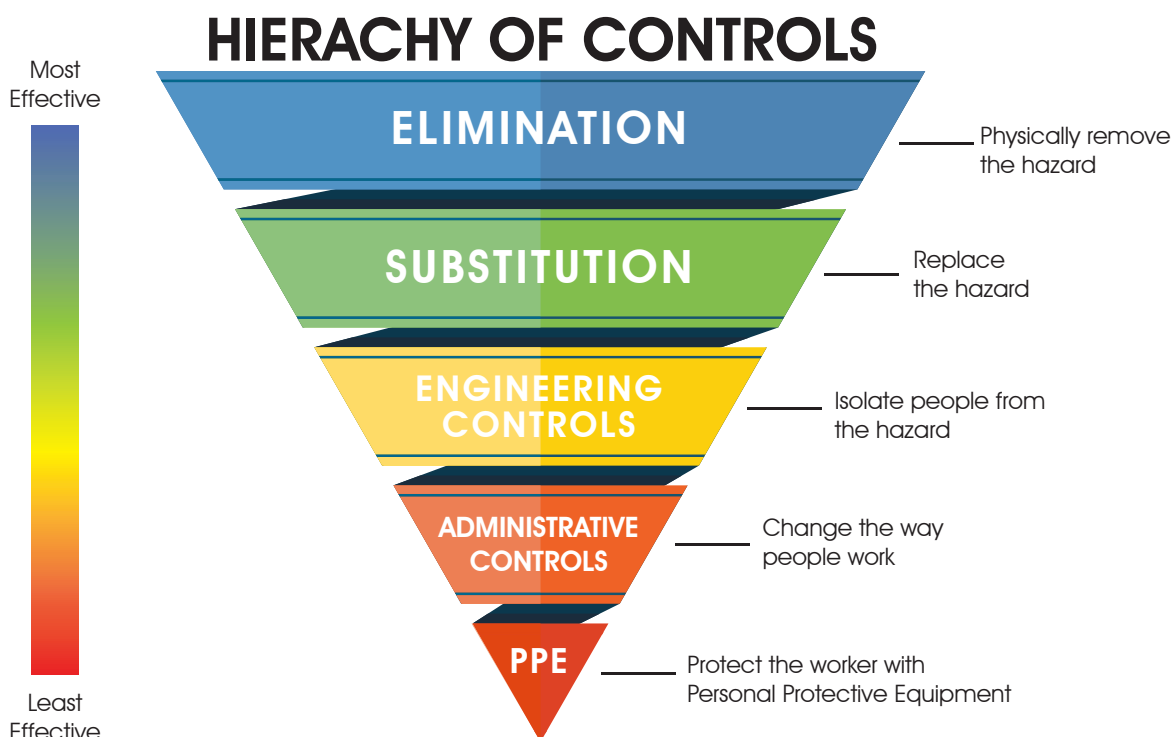 HIERACHY OF CONTROLS
Most
Effective
ELIMINATION
Physically remove
the hazard
SUBSTITUTION
Replace
the hazard
ENGINEERING
CONTROLS
Isolate people from
the hazard
ADMINISTRATIVE
CONTROLS
Change the way
people work
PPE
Protect the worker with
Personal Protective Equipment
Least
Effective